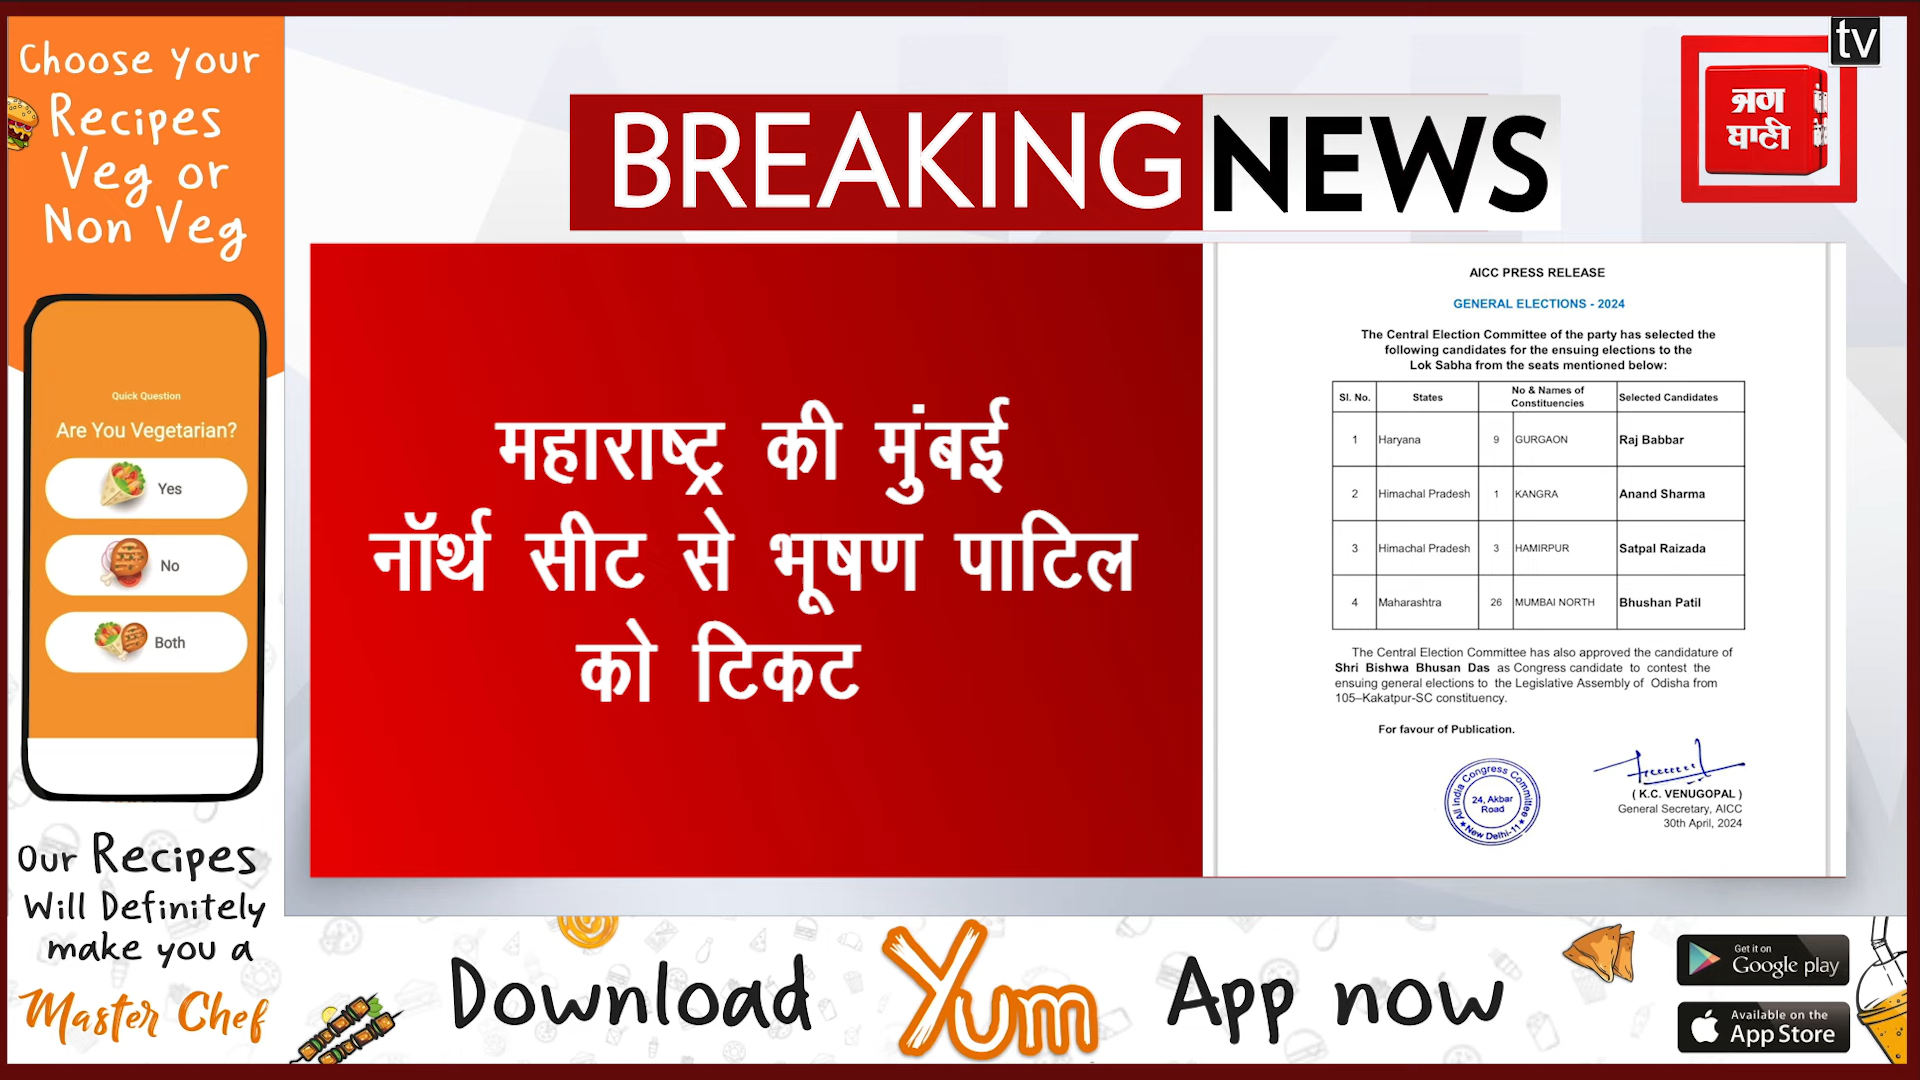 Choose Your
Recipes
Veg or
Non Veg
Quick Question
Are You Vegetarian?
Yes
No
Both
Our Recipes
Will Definitely
make you a
Master Chef
BREAKING NEWS
tv
महाराष्ट्र की मुंबई
नॉर्थ सीट से भूषण पाटिल
को टिकट
AICC PRESS RELEASE
GENERAL ELECTIONS - 2024
The Central Election Committee of the party has selected the
following candidates for the ensuing elections to the
Lok Sabha from the seats mentioned below:
Sl. No. States No & Names of Constituencies Selected Candidates
1 Haryana 9 GURGAON Raj Babbar
2 Himachal Pradesh 1 KANGRA Anand Sharma
3 Himachal Pradesh 3 HAMIRPUR Satpal Raizada
4 Maharashtra 26 MUMBAI NORTH Bhushan Patil
The Central Election Committee has also approved the candidature of
Shri Bishwa Bhusan Das as Congress candidate to contest the
ensuing general elections to the Legislative Assembly of Odisha from
105–Kakatpur-SC constituency.
For favour of Publication.
All India Congress Committee
24, Akbar
Road
New Delhi-11
( K.C. VENUGOPAL )
General Secretary, AICC
30th April, 2024
Download Yum App now
Get it on
Google play
Available on the
App Store